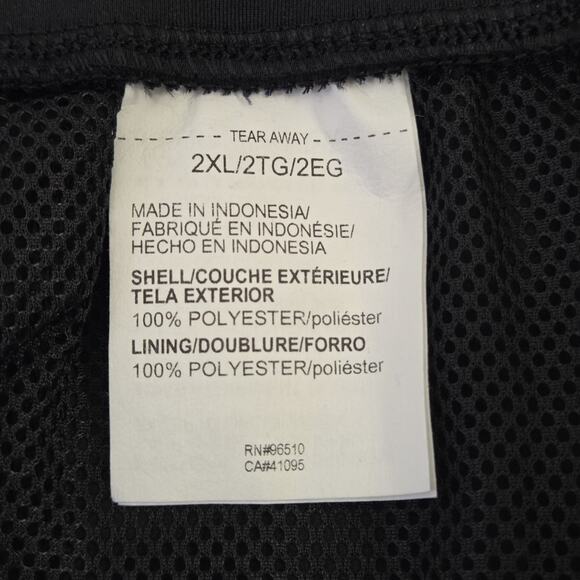 TEAR AWAY
2XL/2TG/2EG
MADE IN INDONESIA/
FABRIQUÉ EN INDONÉSIE/
HECHO EN INDONESIA
SHELL/COUCHE EXTÉRIEURE/
TELA EXTERIOR
100% POLYESTER/poliéster
LINING/DOUBLURE/FORRO
100% POLYESTER/poliéster
RN#96510
CA#41095